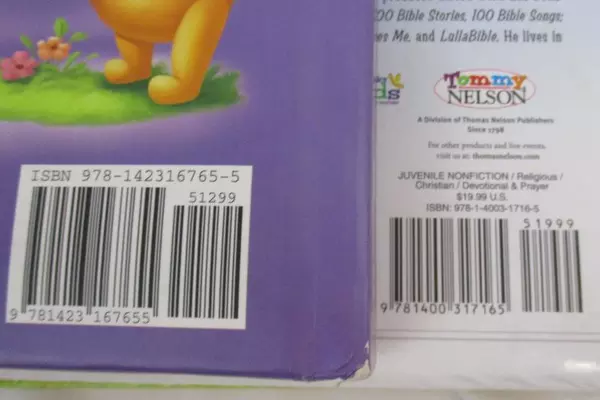 ISBN 978-142316765-5
51299
9 781423 167655
00 Bible Stories, 100 Bible Songs;
Me, and LullaBible. He lives in
Tommy
NELSON
A Division of Thomas Nelson Publishers
Since 1798
For other products and live events,
visit us at: thomasnelson.com
JUVENILE NONFICTION / Religious /
Christian / Devotional & Prayer
$19.99 U.S.
ISBN: 978-1-4003-1716-5
51999
9 781400 317165